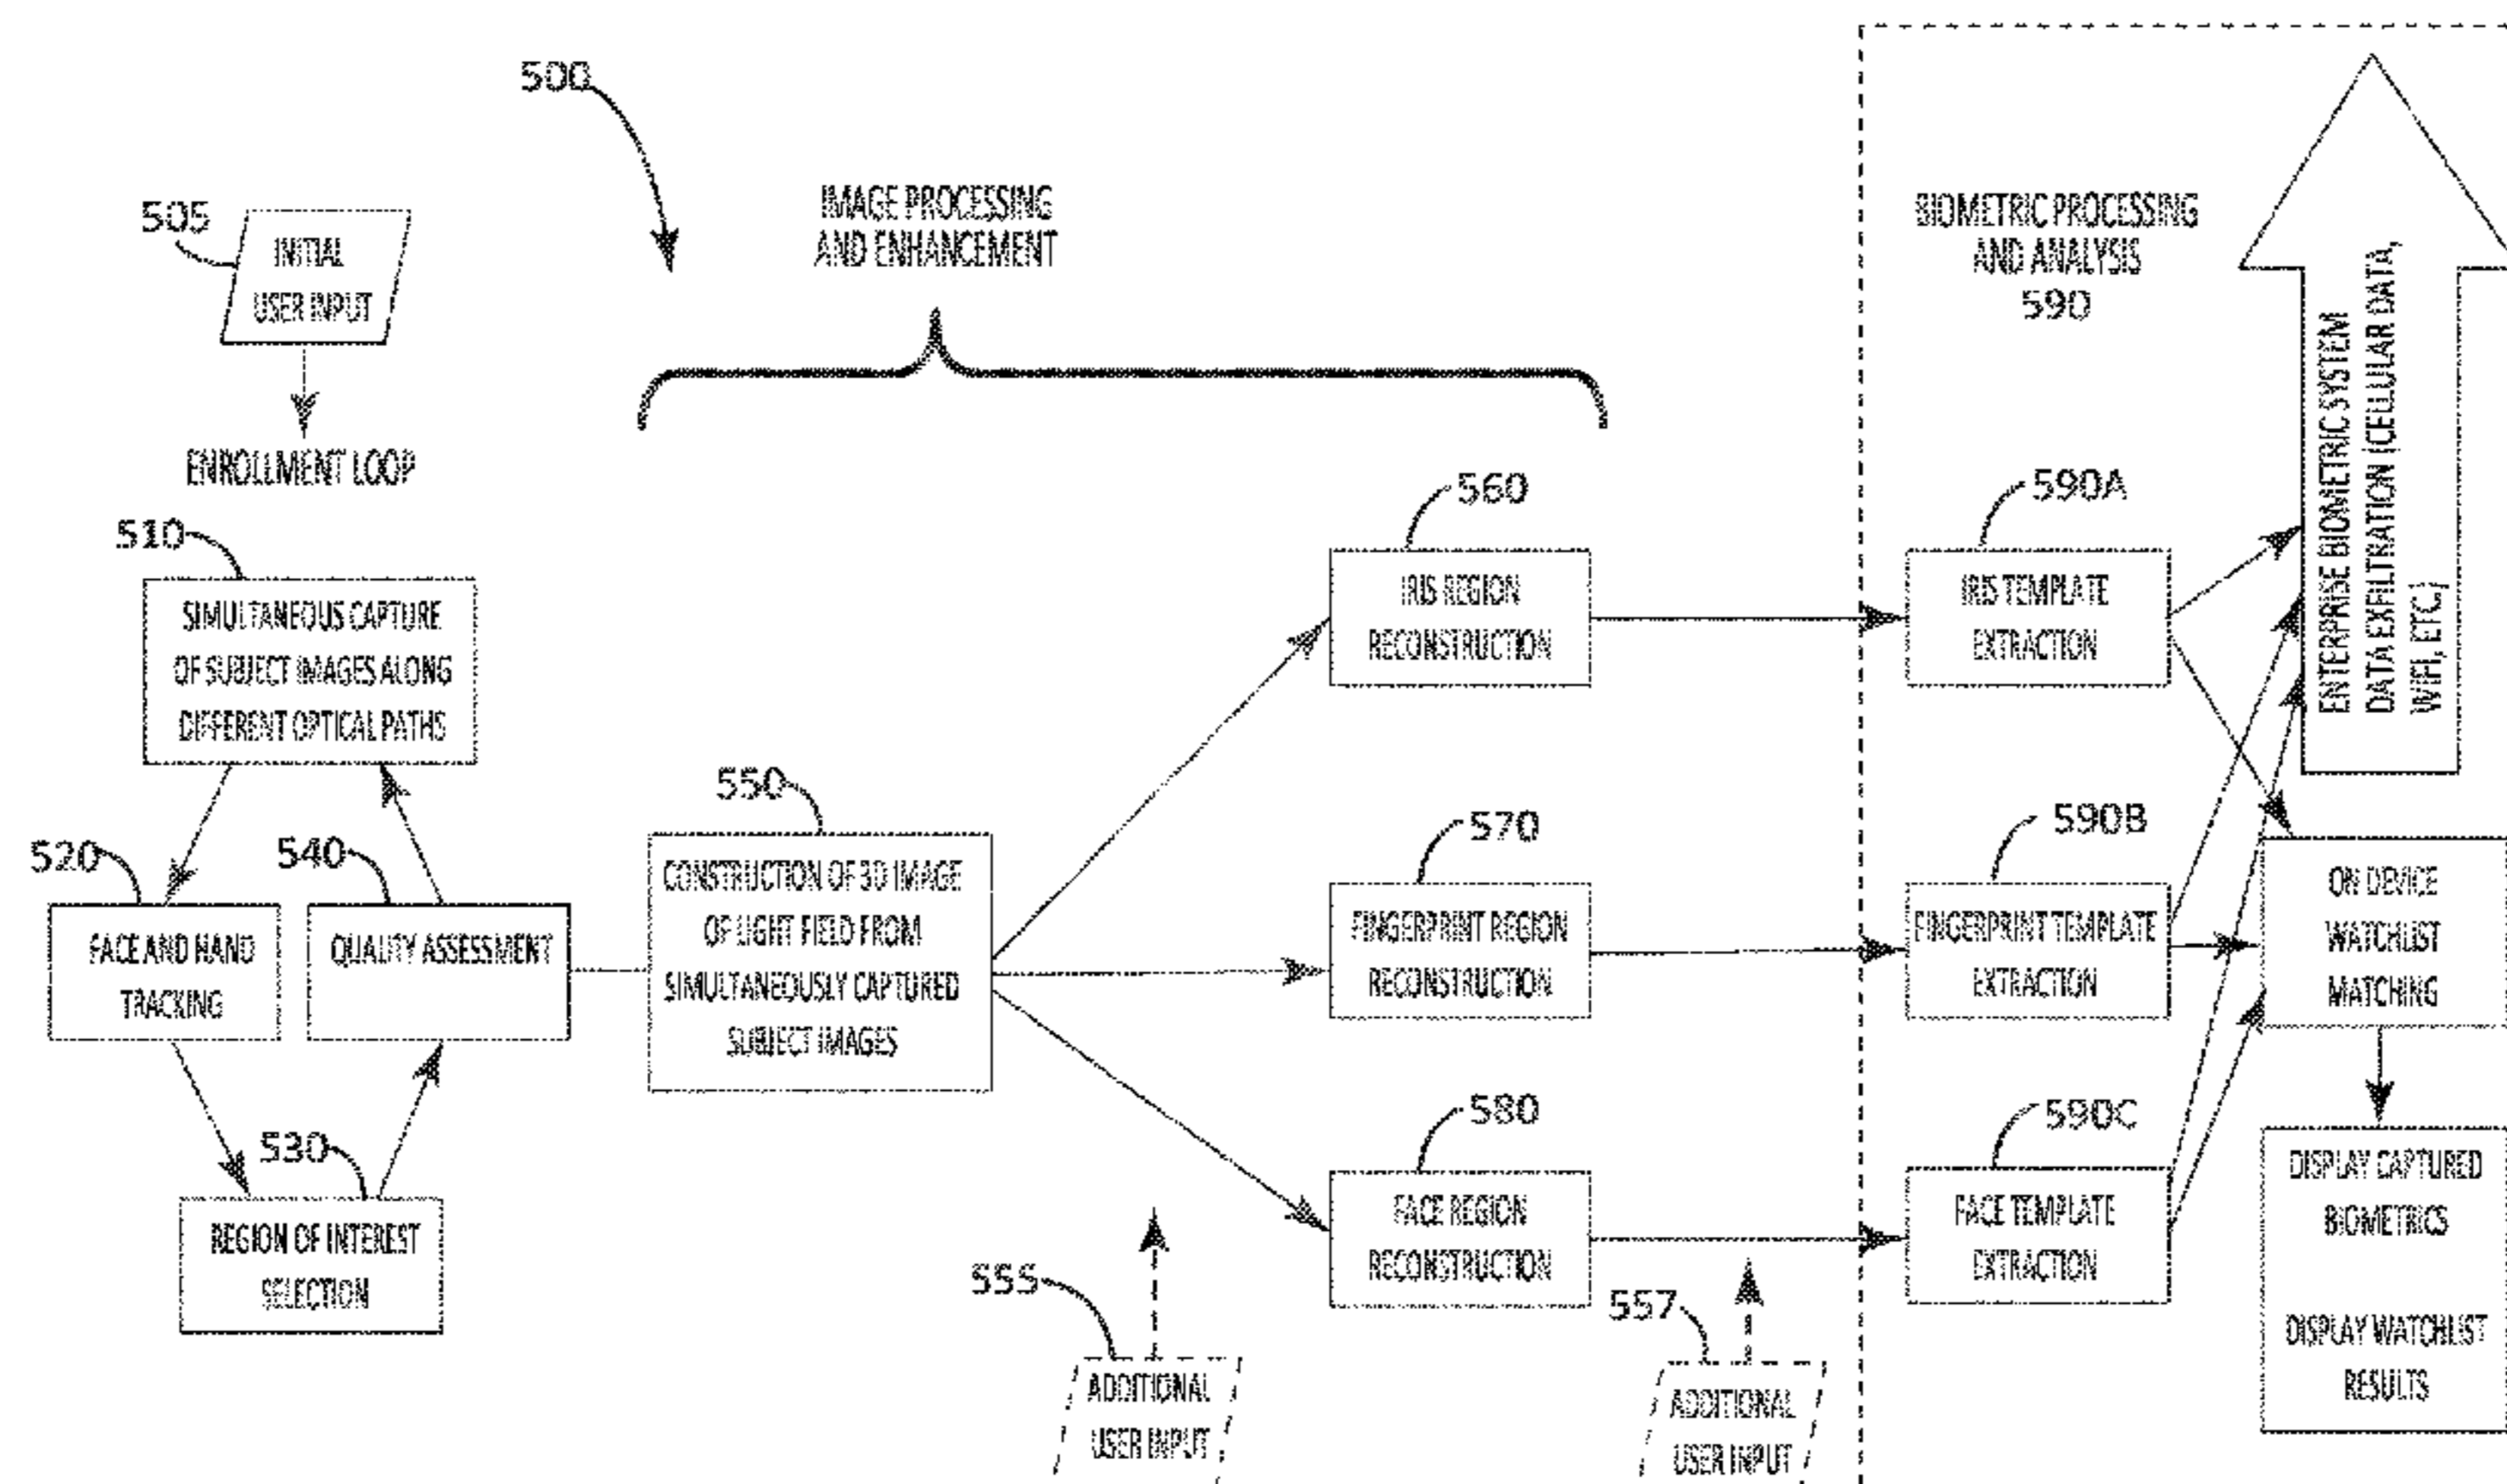 500
505
INITIAL
USER INPUT
ENROLLMENT LOOP
510
SIMULTANEOUS CAPTURE
OF SUBJECT IMAGES ALONG
DIFFERENT OPTICAL PATHS
520
FACE AND HAND
TRACKING
540
QUALITY ASSESSMENT
530
REGION OF INTEREST
SELECTION
IMAGE PROCESSING
AND ENHANCEMENT
550
CONSTRUCTION OF 3D IMAGE
OF LIGHT FIELD FROM
SIMULTANEOUSLY CAPTURED
SUBJECT IMAGES
560
IRIS REGION
RECONSTRUCTION
570
FINGERPRINT REGION
RECONSTRUCTION
580
FACE REGION
RECONSTRUCTION
555
ADDITIONAL
USER INPUT
557
ADDITIONAL
USER INPUT
BIOMETRIC PROCESSING
AND ANALYSIS
590
590A
IRIS TEMPLATE
EXTRACTION
590B
FINGERPRINT TEMPLATE
EXTRACTION
590C
FACE TEMPLATE
EXTRACTION
ENTERPRISE BIOMETRIC SYSTEM
DATA EXFILTRATION (CELLULAR DATA,
WIFI, ETC)
ON DEVICE
WATCHLIST
MATCHING
DISPLAY CAPTURED
BIOMETRICS
DISPLAY WATCHLIST
RESULTS